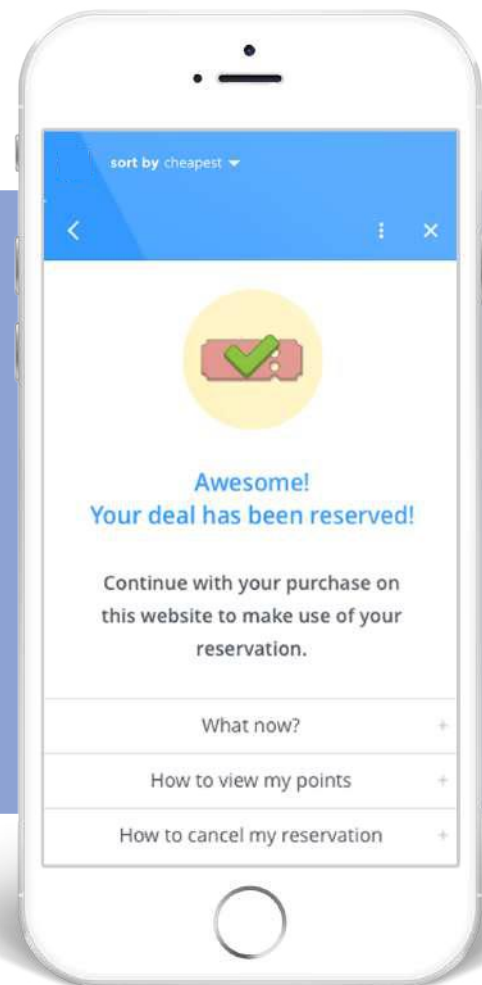 sort by cheapest
Awesome!
Your deal has been reserved!
Continue with your purchase on
this website to make use of your
reservation.
What now?
How to view my points
How to cancel my reservation